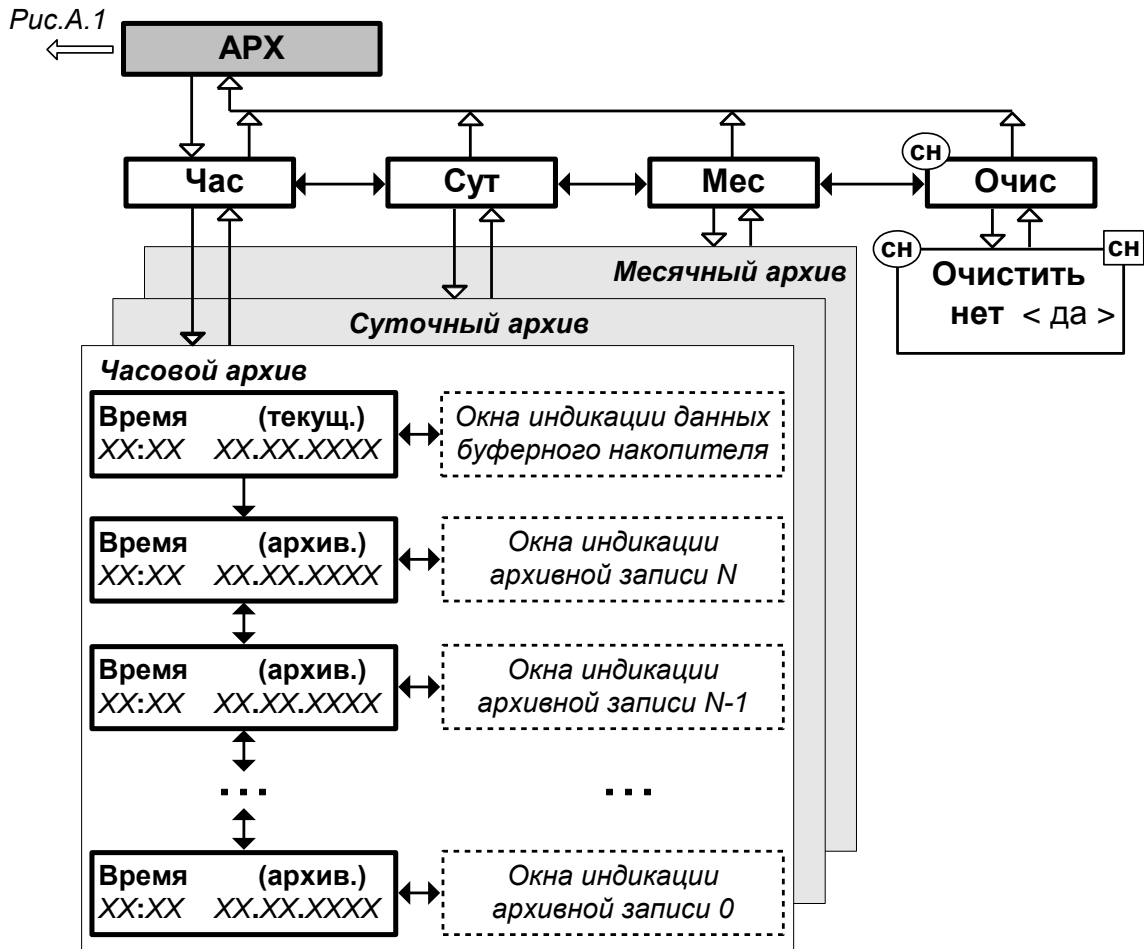 Рис.А.1
АРХ
Час
Сут
Мес
сн
Очис
Месячный архив
сн
сн
Очистить
нет < да >
Суточный архив
Часовой архив
Время (текущ.)
XX:XX XX.XX.XXXX
Окна индикации данных
буферного накопителя
Время (архив.)
XX:XX XX.XX.XXXX
Окна индикации
архивной записи N
Время (архив.)
XX:XX XX.XX.XXXX
Окна индикации
архивной записи N-1
... ...
Время (архив.)
XX:XX XX.XX.XXXX
Окна индикации
архивной записи 0